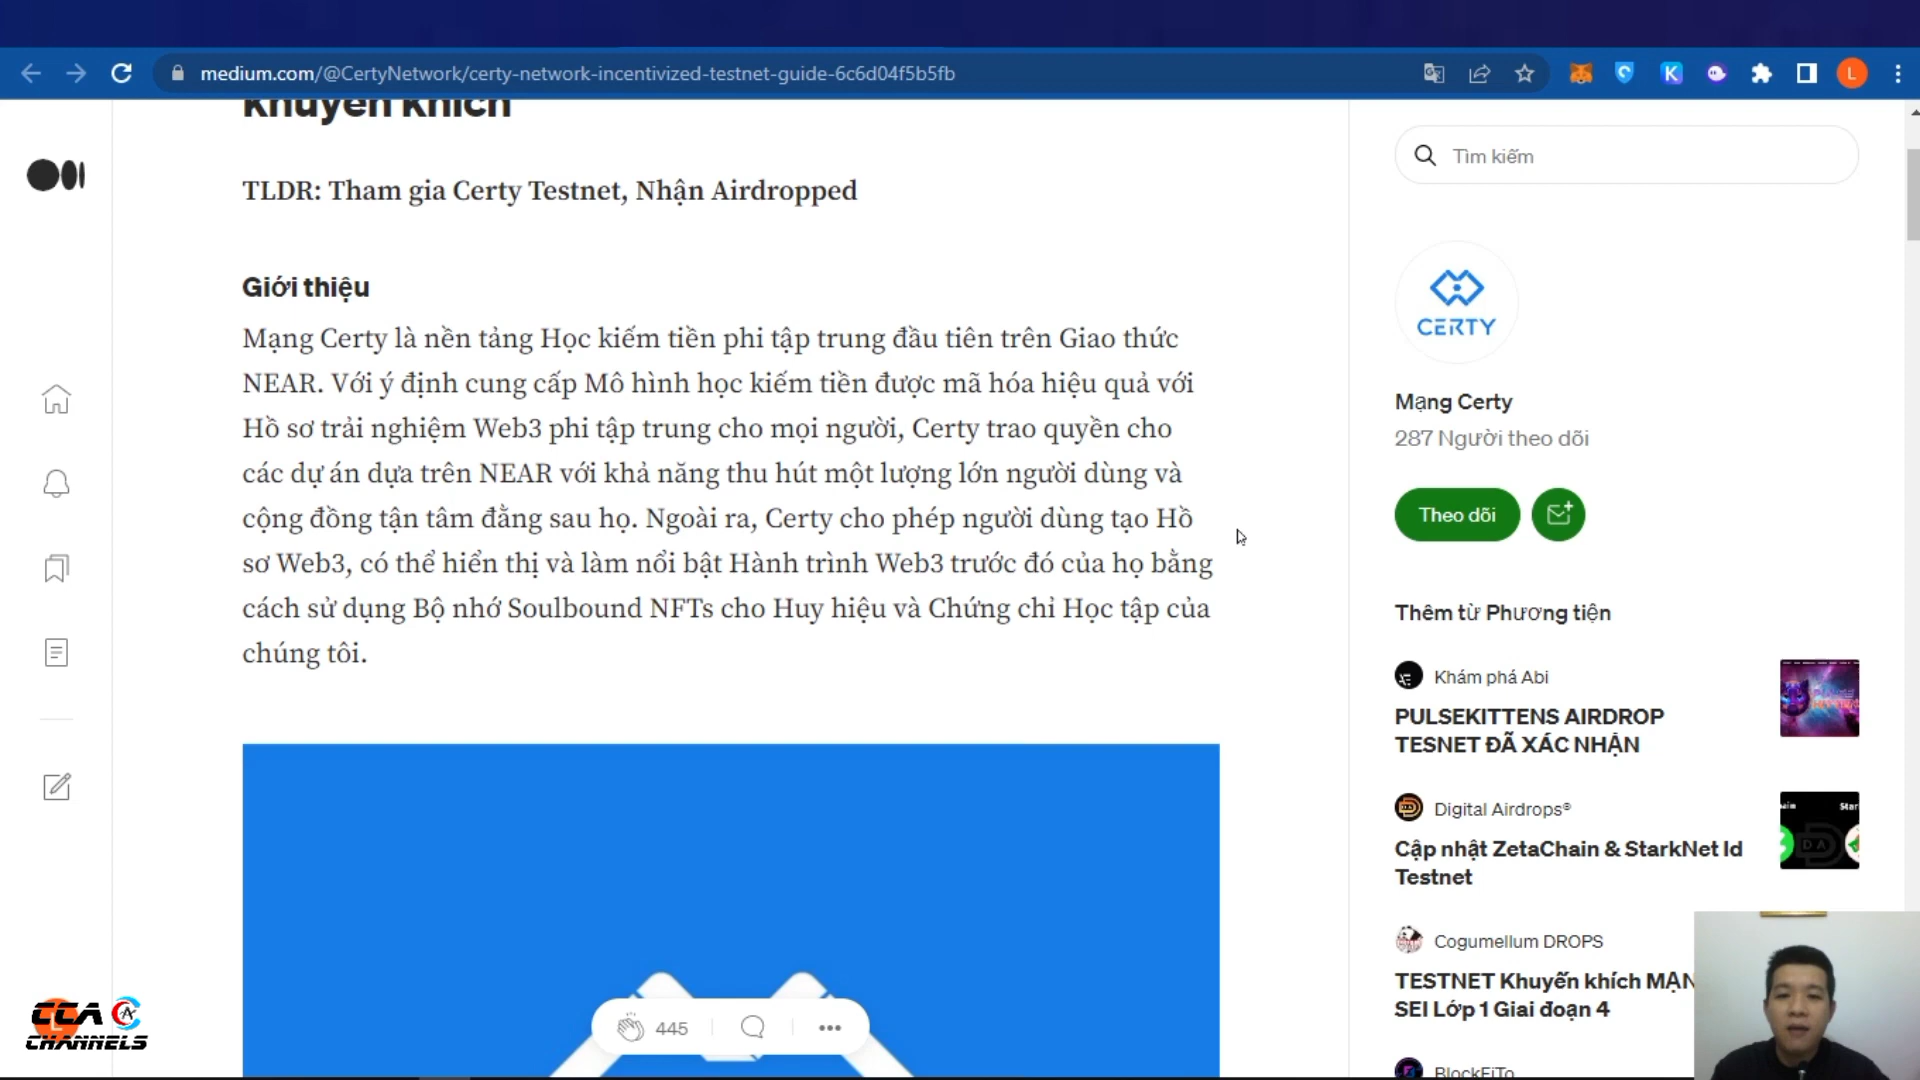 medium.com/@CertyNetwork/certy-network-incentivized-testnet-guide-6c6d04f5b5fb
K
L
khuyến khích
TLDR: Tham gia Certy Testnet, Nhận Airdropped
Giới thiệu
Mạng Certy là nền tảng Học kiếm tiền phi tập trung đầu tiên trên Giao thức
NEAR. Với ý định cung cấp Mô hình học kiếm tiền được mã hóa hiệu quả với
Hồ sơ trải nghiệm Web3 phi tập trung cho mọi người, Certy trao quyền cho
các dự án dựa trên NEAR với khả năng thu hút một lượng lớn người dùng và
cộng đồng tận tâm đằng sau họ. Ngoài ra, Certy cho phép người dùng tạo Hồ
sơ Web3, có thể hiển thị và làm nổi bật Hành trình Web3 trước đó của họ bằng
cách sử dụng Bộ nhớ Soulbound NFTs cho Huy hiệu và Chứng chỉ Học tập của
chúng tôi.
445
Tìm kiếm
CERTY
Mạng Certy
287 Người theo dõi
Theo dõi
Thêm từ Phương tiện
Khám phá Abi
PULSEKITTENS AIRDROP
TESNET ĐÃ XÁC NHẬN
Digital Airdrops®
Cập nhật ZetaChain & StarkNet Id
Testnet
Cogumellum DROPS
TESTNET Khuyến khích MẠN
SEI Lớp 1 Giai đoạn 4
BlockFiTo
CCA
CHANNELS